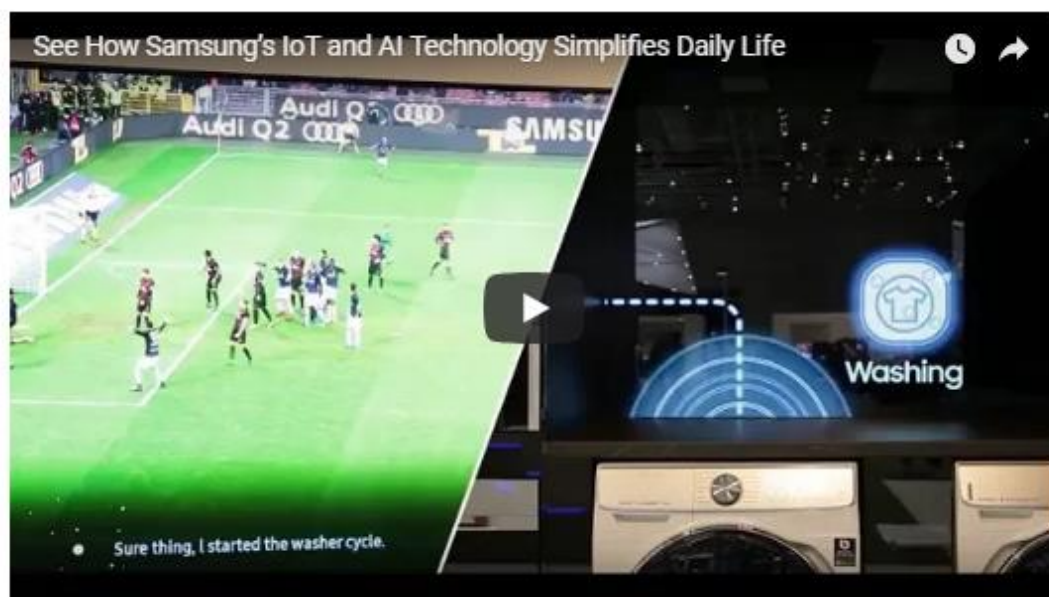 See How Samsung's IoT and AI Technology Simplifies Daily Life
Audi Q
Audi Q2
SAMSU
Q2
Washing
Sure thing, I started the washer cycle.